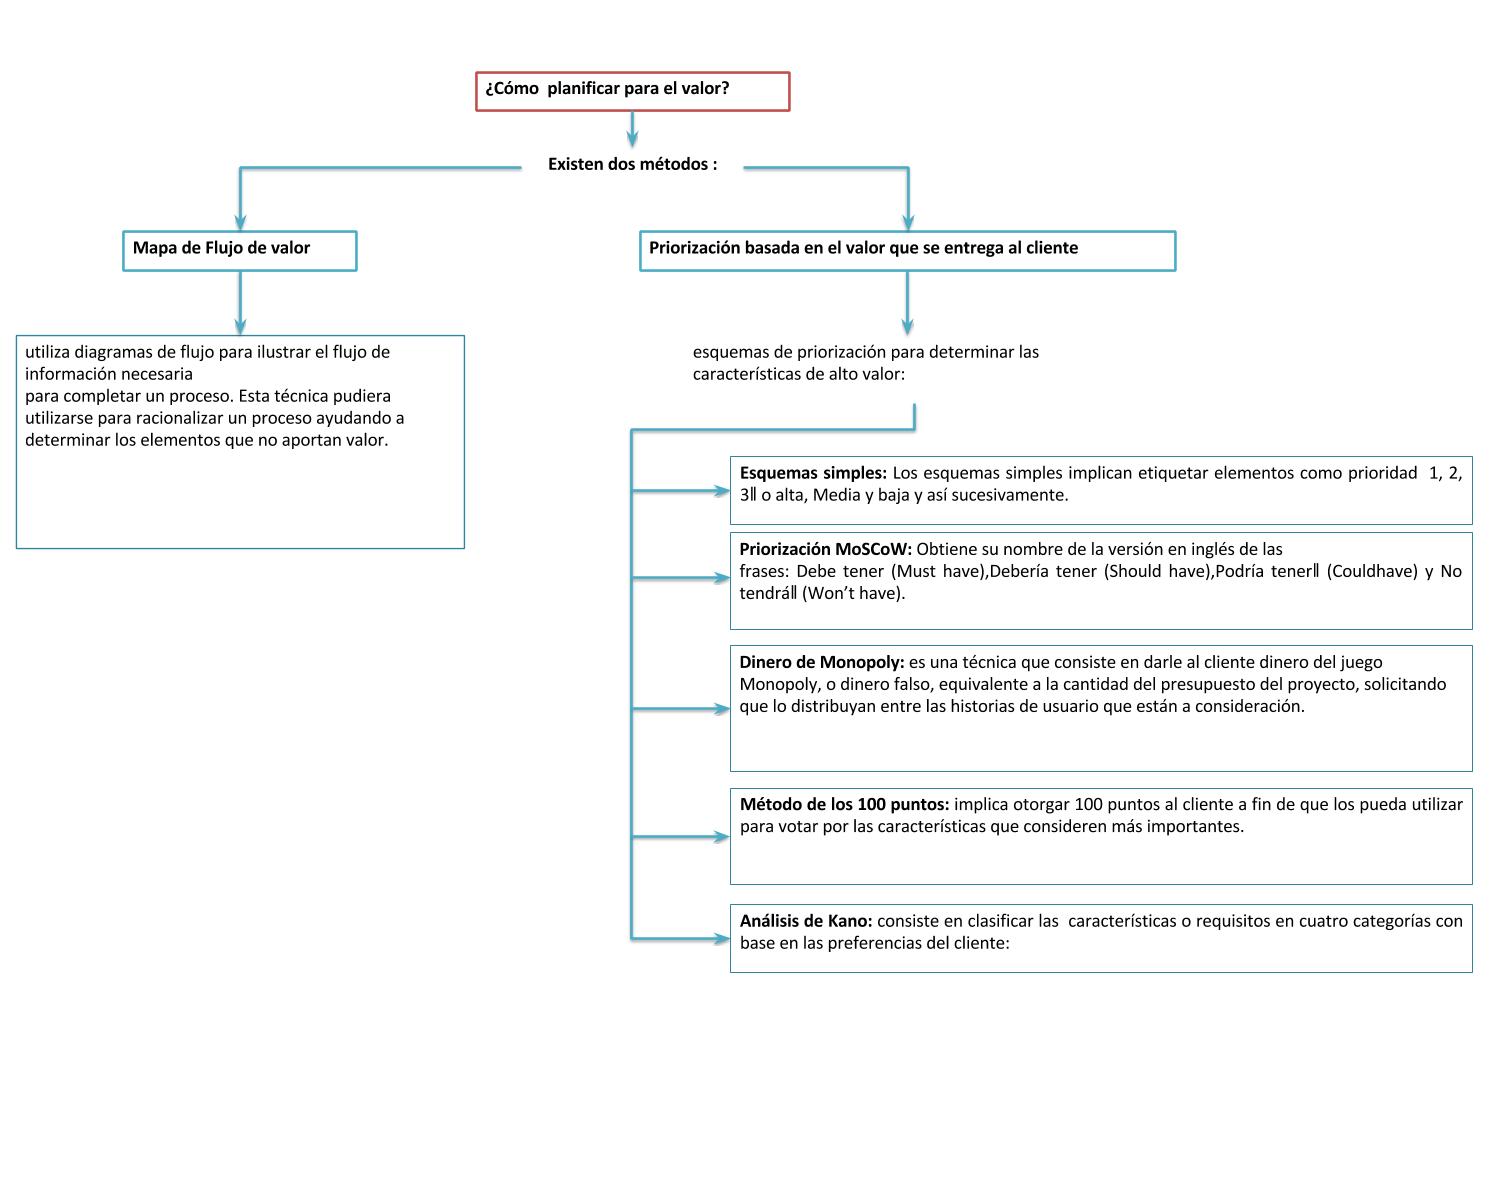 ¿Cómo  planificar para el valor?
Existen dos métodos :
Mapa de Flujo de valor
Priorización basada en el valor que se entrega al cliente
utiliza diagramas de flujo para ilustrar el flujo de
información necesaria
para completar un proceso. Esta técnica pudiera
utilizarse para racionalizar un proceso ayudando a
determinar los elementos que no aportan valor.
esquemas de priorización para determinar las
características de alto valor:
Esquemas simples: Los esquemas simples implican etiquetar elementos como prioridad  1, 2,
3‖ o alta, Media y baja y así sucesivamente.
Priorización MoSCoW: Obtiene su nombre de la versión en inglés de las
frases: Debe tener (Must have),Debería tener (Should have),Podría tener‖ (Couldhave) y No
tendrá‖ (Won’t have).
Dinero de Monopoly: es una técnica que consiste en darle al cliente dinero del juego
Monopoly, o dinero falso, equivalente a la cantidad del presupuesto del proyecto, solicitando
que lo distribuyan entre las historias de usuario que están a consideración.
Método de los 100 puntos: implica otorgar 100 puntos al cliente a fin de que los pueda utilizar
para votar por las características que consideren más importantes.
Análisis de Kano: consiste en clasificar las  características o requisitos en cuatro categorías con
base en las preferencias del cliente: